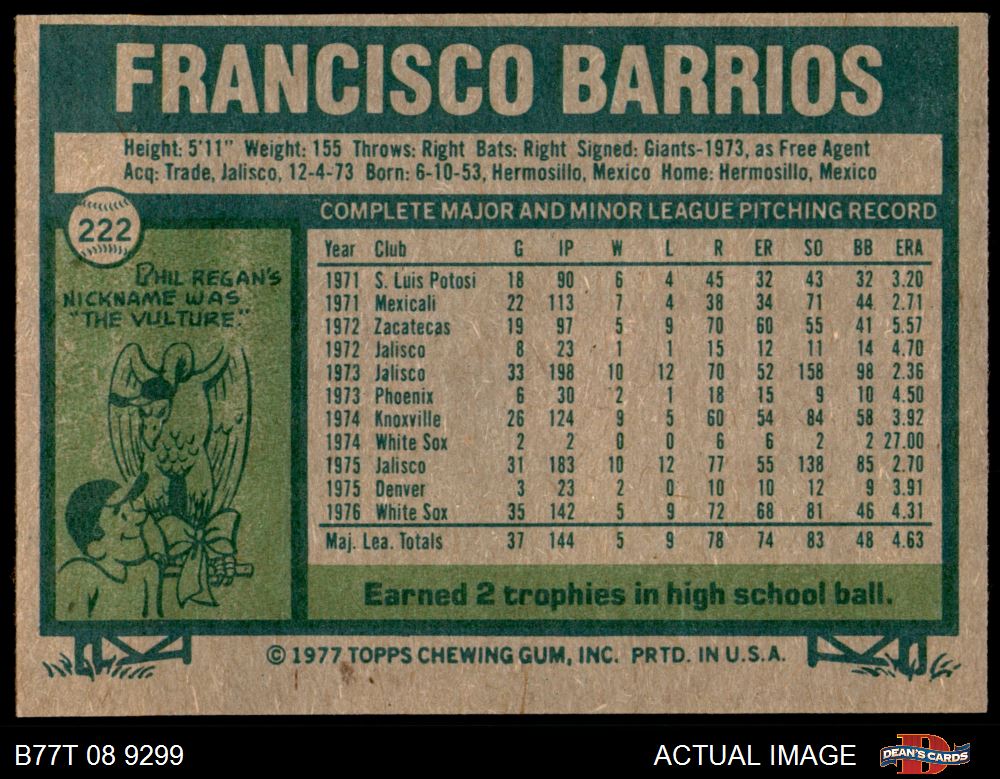 FRANCISCO BARRIOS
Height: 5'11" Weight: 155 Throws: Right Bats: Right Signed: Giants-1973, as Free Agent
Acq: Trade, Jalisco, 12-4-73 Born: 6-10-53, Hermosillo, Mexico Home: Hermosillo, Mexico
222
PHIL REGAN'S
NICKNAME WAS
"THE VULTURE."
COMPLETE MAJOR AND MINOR LEAGUE PITCHING RECORD
Year Club G IP W L R ER SO BB ERA
1971 S. Luis Potosi 18 90 6 4 45 32 43 32 3.20
1971 Mexicali 22 113 7 4 38 34 71 44 2.71
1972 Zacatecas 19 97 5 9 70 60 55 41 5.57
1972 Jalisco 8 23 1 1 15 12 11 14 4.70
1973 Jalisco 33 198 10 12 70 52 158 98 2.36
1973 Phoenix 6 30 2 1 18 15 9 10 4.50
1974 Knoxville 26 124 9 5 60 54 84 58 3.92
1974 White Sox 2 2 0 0 6 6 2 2 27.00
1975 Jalisco 31 183 10 12 77 55 138 85 2.70
1975 Denver 3 23 2 0 10 10 12 9 3.91
1976 White Sox 35 142 5 9 72 68 81 46 4.31
Maj. Lea. Totals 37 144 5 9 78 74 83 48 4.63
Earned 2 trophies in high school ball.
© 1977 TOPPS CHEWING GUM, INC. PRTD. IN U.S.A.
B77T 08 9299
ACTUAL IMAGE
DEAN'S CARDS